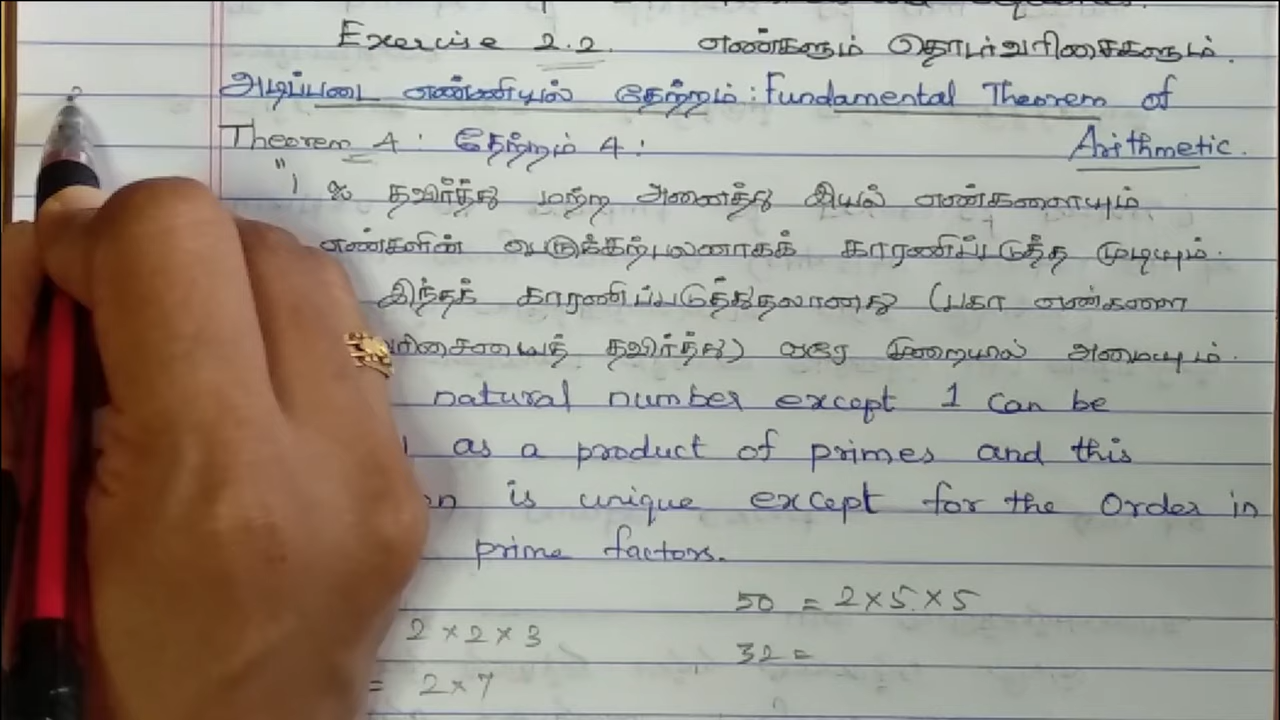 Exercise 2.2. எண்களும் தொடர்வரிசைகளும்.
அடிப்படை எண்ணியல் தேற்றம் : Fundamental Theorem of
Theorem 4 : தேற்றம் 4 : Arithmetic.
" 1 ஐ தவிர்த்து மற்ற அனைத்து இயல் எண்களையும்
எண்களின் பெருக்கற்பலனாகக் காரணிப்படுத்த முடியும்.
இந்தக் காரணிப்படுத்துதலானது (பகா எண்களை
தவிர்த்து) ஒரே முறையில் அமையும்.
natural number except 1 can be
as a product of primes and this
is unique except for the Order in
prime factors.
50 = 2×5×5
2 × 2 × 3
32 =
= 2×7